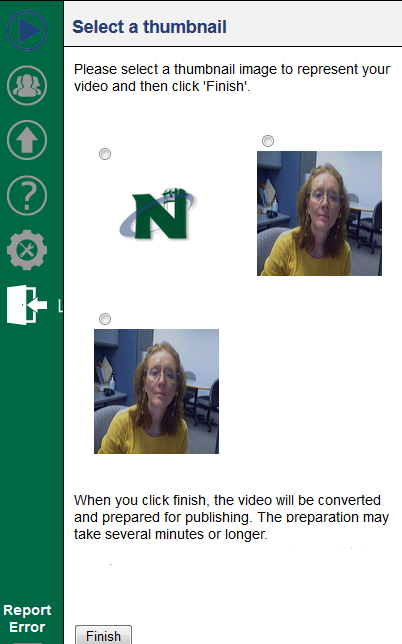 Select a thumbnail
Please select a thumbnail image to represent your
video and then click 'Finish'.
N
L
When you click finish, the video will be converted
and prepared for publishing. The preparation may
take several minutes or longer.
Report
Error
Finish